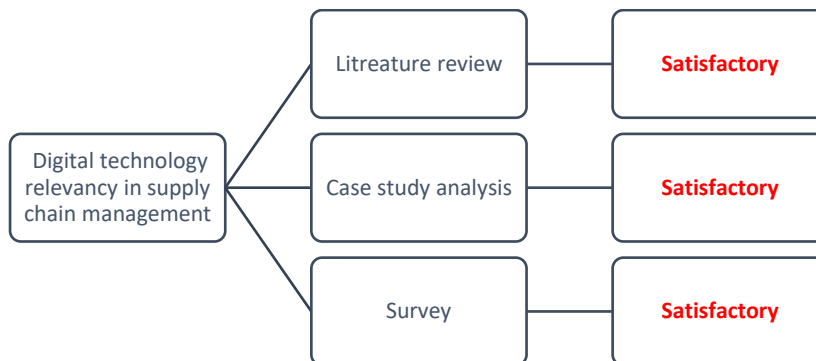 Litreature review
Satisfactory
Digital technology
relevancy in supply
chain management
Case study analysis
Satisfactory
Survey
Satisfactory